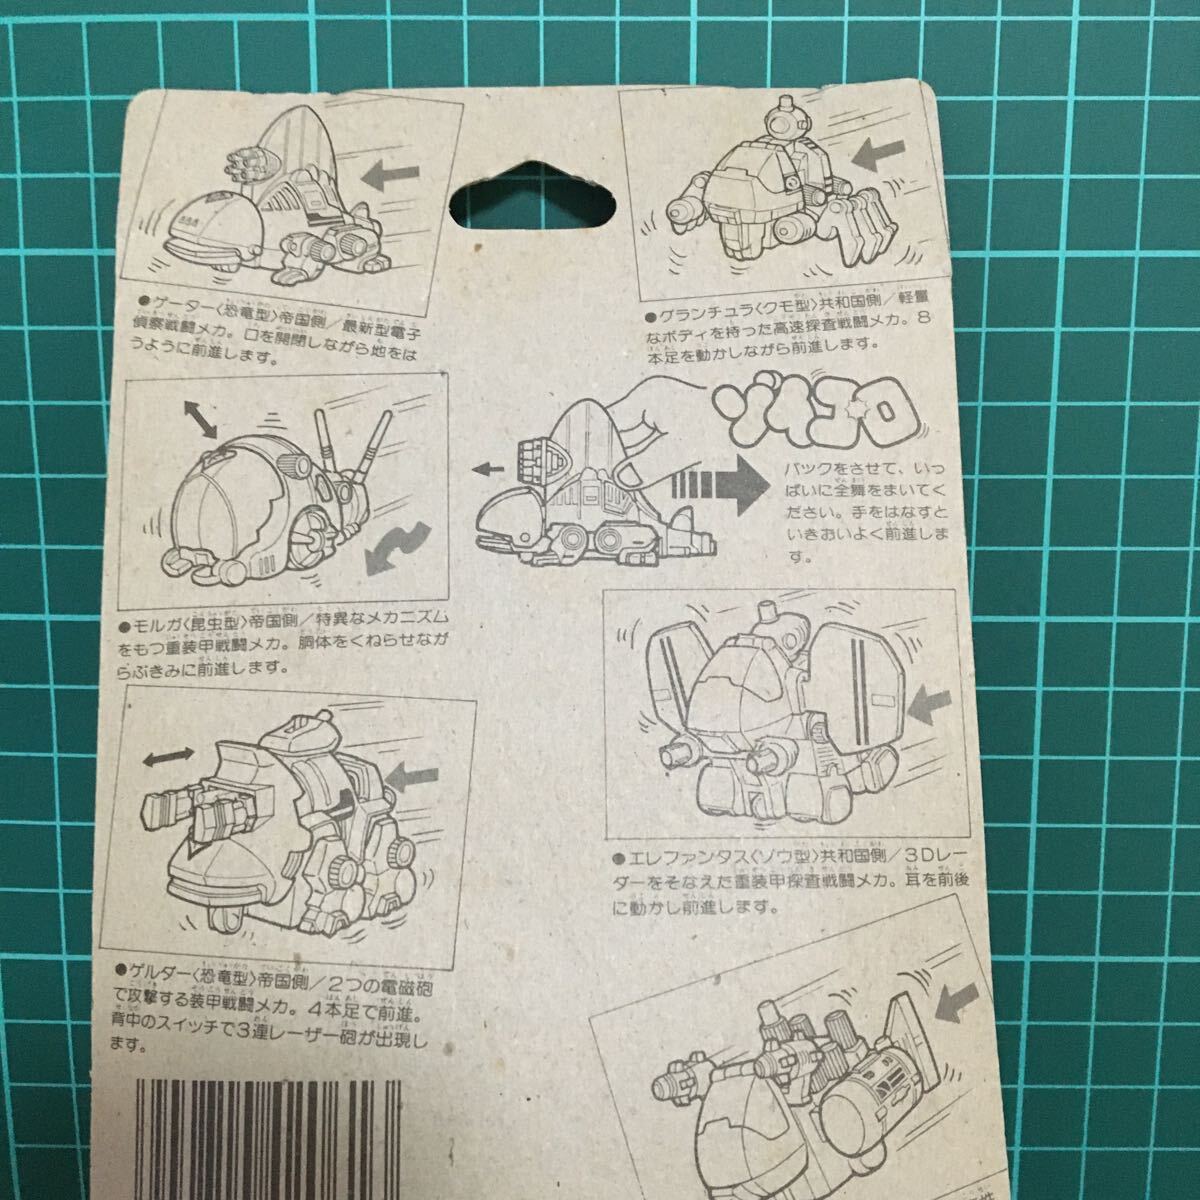 ●ゲーター〈恐竜型〉帝国側/最新型電子
偵察戦闘メカ。口を開閉しながら地をは
うように前進します。
●グランチュラ〈クモ型〉共和国側/軽量
なボディを持った高速探査戦闘メカ。8
本足を動かしながら前進します。
ゾイコロ
バックをさせて、いっ
ぱいに全舞をまいてく
ださい。手をはなすと
いきおいよく前進しま
す。
●モルガ〈昆虫型〉帝国側/特異なメカニズム
をもつ重装甲戦闘メカ。胴体をくねらせなが
らぶきみに前進します。
●エレファンタス〈ゾウ型〉共和国側/3Dレー
ダーをそなえた重装甲探査戦闘メカ。耳を前後
に動かし前進します。
●ゲルダー〈恐竜型〉帝国側/2つの電磁砲
で攻撃する装甲戦闘メカ。4本足で前進。
背中のスイッチで3連レーザー砲が出現し
ます。